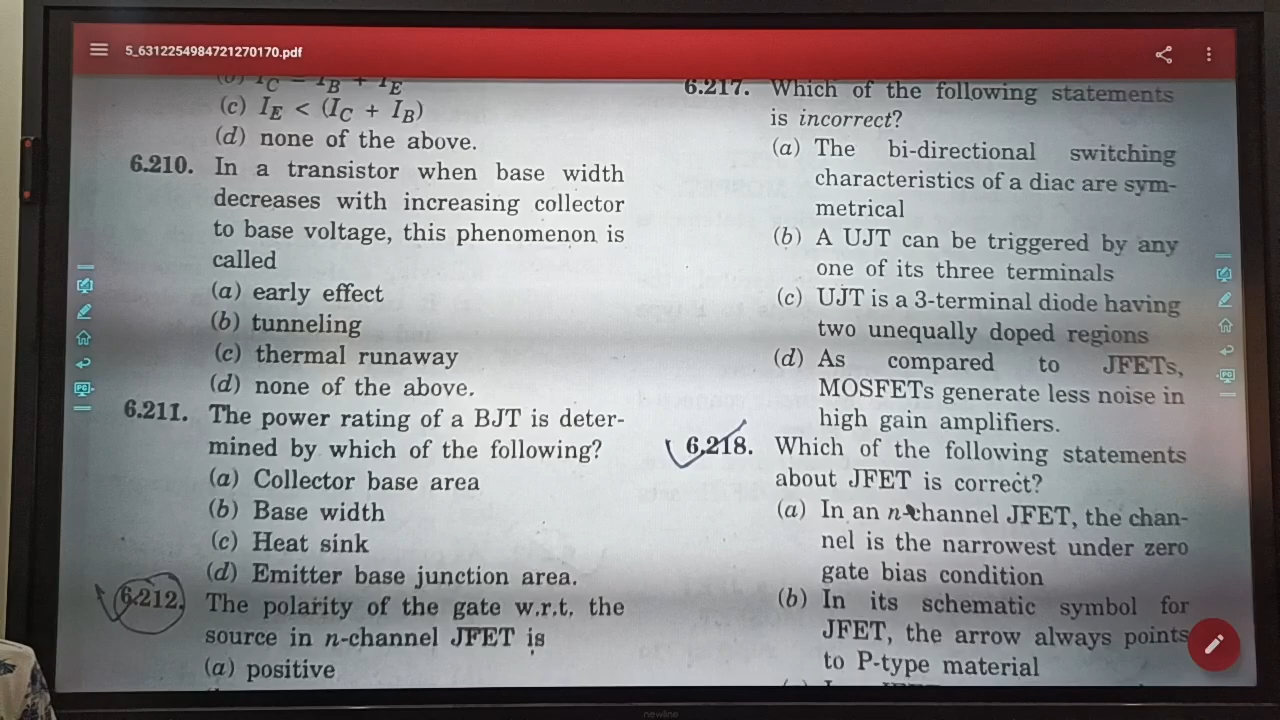 5_6312254984721270170.pdf
(b) IC = IB + IE
(c) IE < (IC + IB)
(d) none of the above.
6.210. In a transistor when base width
decreases with increasing collector
to base voltage, this phenomenon is
called
(a) early effect
(b) tunneling
(c) thermal runaway
(d) none of the above.
6.211. The power rating of a BJT is deter-
mined by which of the following?
(a) Collector base area
(b) Base width
(c) Heat sink
(d) Emitter base junction area.
6.212. The polarity of the gate w.r.t. the
source in n-channel JFET is
(a) positive
6.217. Which of the following statements
is incorrect?
(a) The bi-directional switching
characteristics of a diac are sym-
metrical
(b) A UJT can be triggered by any
one of its three terminals
(c) UJT is a 3-terminal diode having
two unequally doped regions
(d) As compared to JFETs,
MOSFETs generate less noise in
high gain amplifiers.
6.218. Which of the following statements
about JFET is correct?
(a) In an n-channel JFET, the chan-
nel is the narrowest under zero
gate bias condition
(b) In its schematic symbol for
JFET, the arrow always points
to P-type material
newline